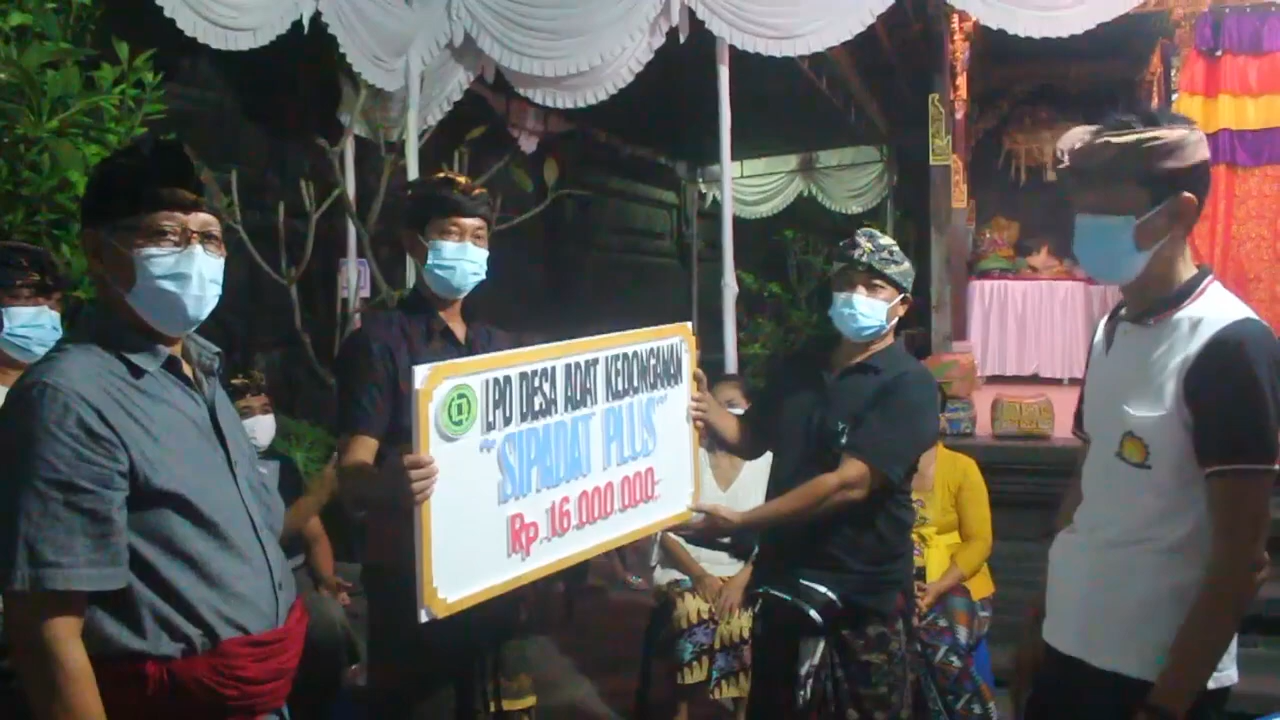 LPD DESA ADAT KEDONGANAN
"SIPADAT PLUS"
Rp 16.000.000,-